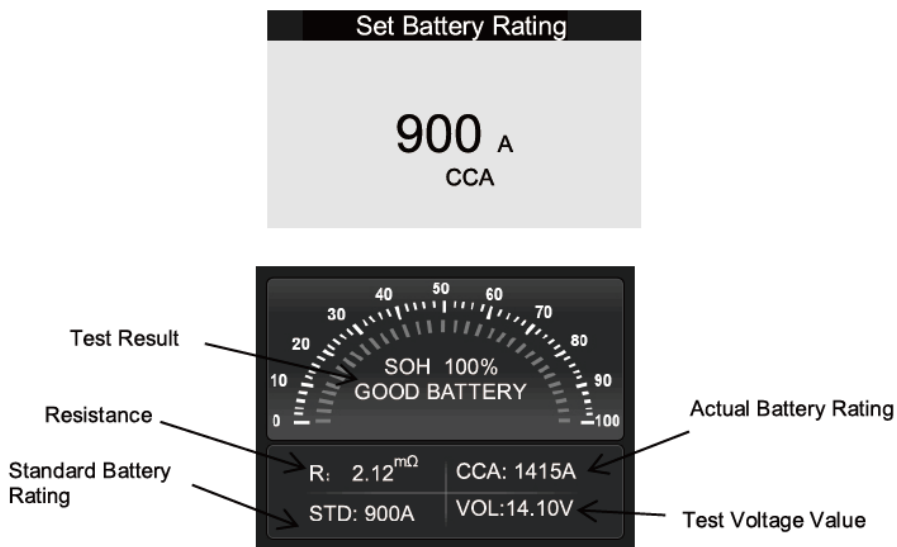 Set Battery Rating
900 A
CCA
0
10
20
30
40
50
60
70
80
90
100
SOH 100%
GOOD BATTERY
R: 2.12mΩ
CCA: 1415A
STD: 900A
VOL:14.10V
Test Result
Resistance
Standard Battery
Rating
Actual Battery Rating
Test Voltage Value